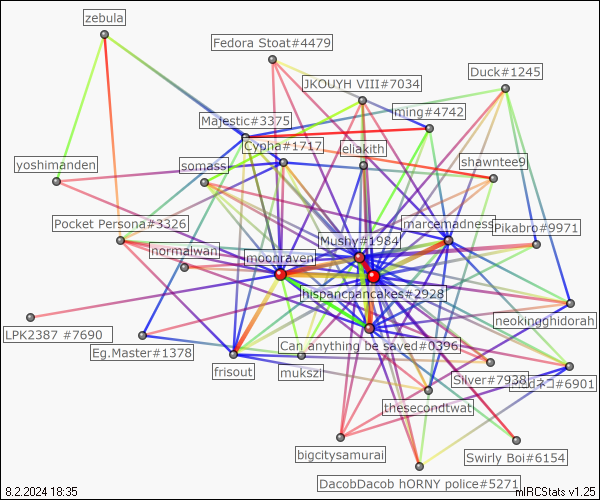 zebula
Fedora Stoat#4479
Duck#1245
JKOUYH VIII#7034
ming#4742
Majestic#3375
Cypha#1717
eliakith
shawntee9
yoshimanden
somass
Pocket Persona#3326
marcemadness
Pikabro#9971
Mushy#1984
normalwan
moonraven
hispancpancakes#2928
neokingghidorah
LPK2387 #7690
Can anything be saved#0396
Eg.Master#1378
frisout
mukszi
Silver#7938
ネコ#6901
thesecondtwat
bigcitysamurai
Swirly Boi#6154
DacobDacob hORNY police#5271
8.2.2024 18:35
mIRCStats v1.25